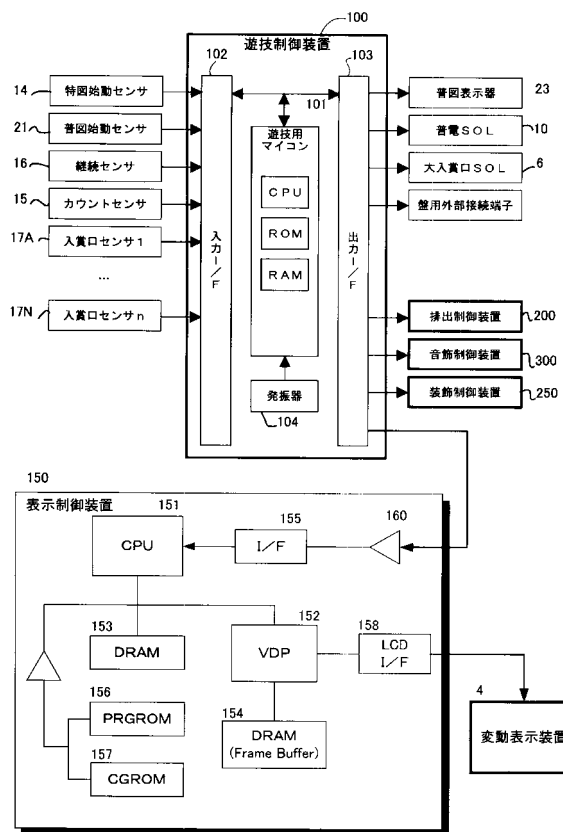 100
遊技制御装置
102
103
14
特図始動センサ
普図表示器
23
101
21
普図始動センサ
遊技用
マイコン
普電SOL
10
16
継続センサ
大入賞口SOL
6
15
カウントセンサ
CPU
盤用外部接続端子
17A
入賞口センサ1
ROM
入力I/F
出力I/F
…
RAM
17N
入賞口センサn
排出制御装置
200
音飾制御装置
300
発振器
装飾制御装置
250
104
150
表示制御装置
151
155
160
CPU
I/F
153
152
158
DRAM
VDP
LCD
I/F
156
4
PRGROM
154
DRAM
(Frame Buffer)
変動表示装置
157
CGROM